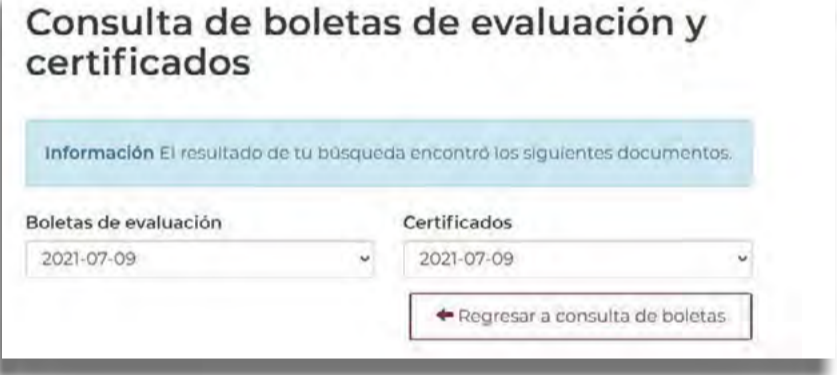 Consulta de boletas de evaluación y
certificados
Información El resultado de tu búsqueda encontró los siguientes documentos.
Boletas de evaluación
Certificados
2021-07-09
2021-07-09
Regresar a consulta de boletas